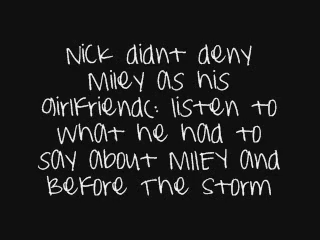 Nick didnt deny
Miley as his
girlfriend(: listen to
what he had to
say about MilEY and
BeFore The Storm